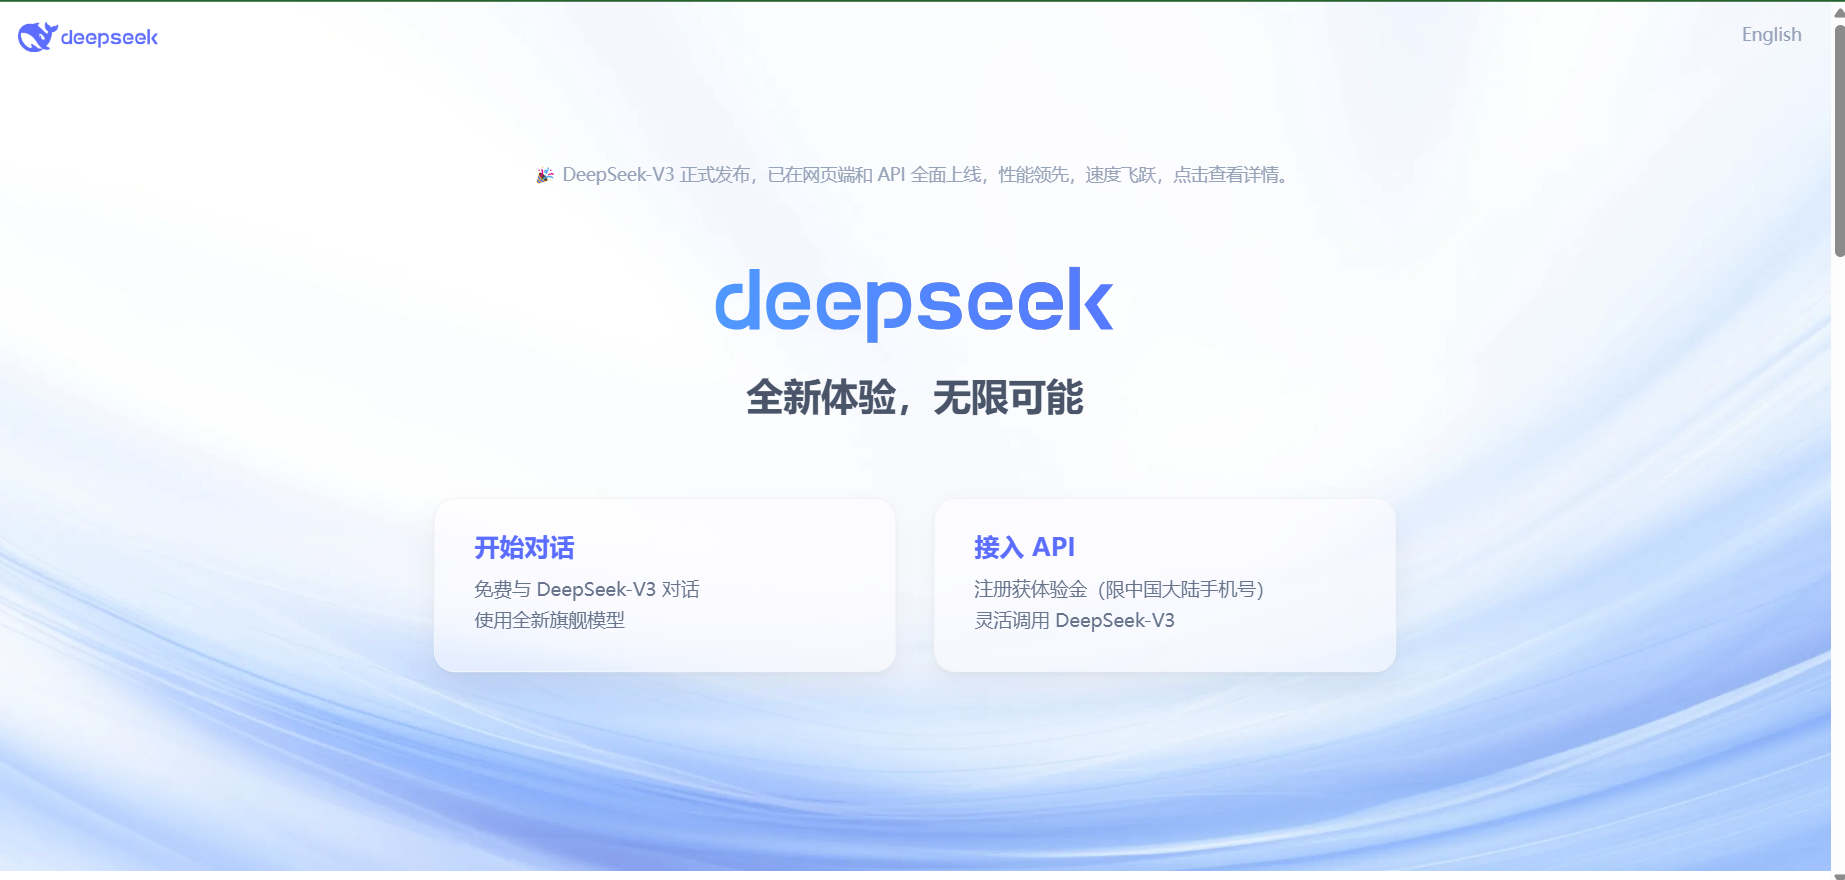 deepseek
English
🎉 DeepSeek-V3 正式发布，已在网页端和 API 全面上线，性能领先，速度飞跃，点击查看详情。
deepseek
全新体验，无限可能
开始对话
免费与 DeepSeek-V3 对话
使用全新旗舰模型
接入 API
注册获体验金（限中国大陆手机号）
灵活调用 DeepSeek-V3